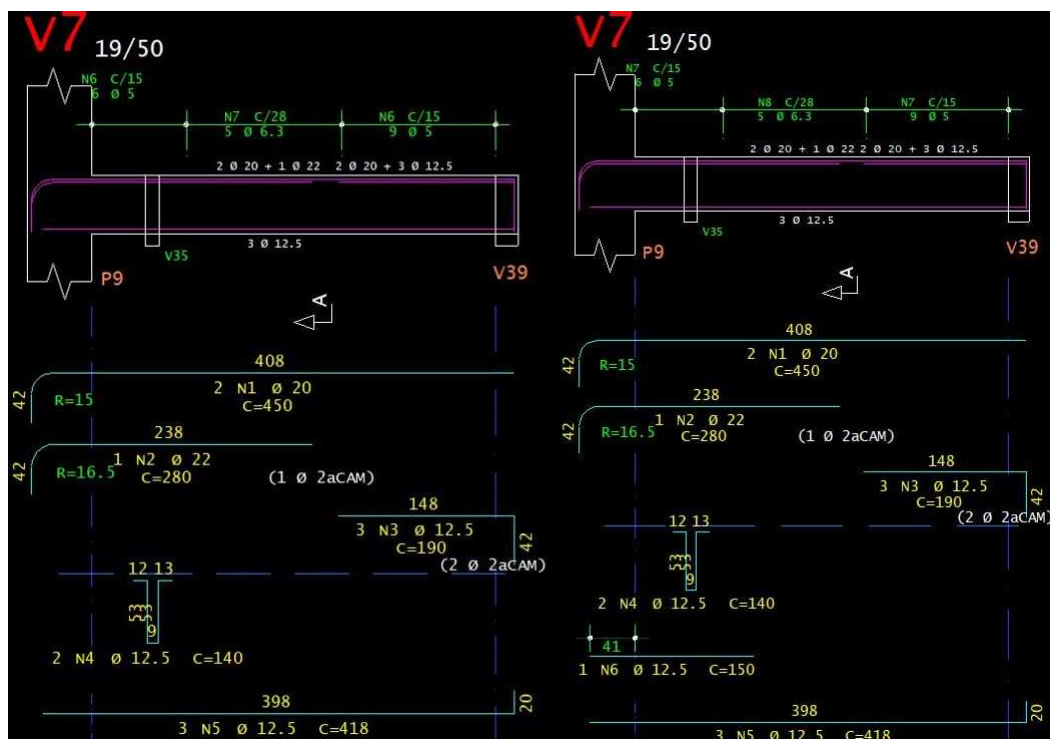 V7 19/50
N6 C/15
6 Ø 5
N7 C/28
5 Ø 6.3
N6 C/15
9 Ø 5
2 Ø 20 + 1 Ø 22 2 Ø 20 + 3 Ø 12.5
3 Ø 12.5
V35
P9
V39
A
408
42
R=15
2 N1 Ø 20
C=450
238
42
R=16.5
1 N2 Ø 22
C=280
(1 Ø 2aCAM)
148
3 N3 Ø 12.5
C=190
42
(2 Ø 2aCAM)
12 13
53
53
9
2 N4 Ø 12.5 C=140
398
20
3 N5 Ø 12.5 C=418
V7 19/50
N7 C/15
6 Ø 5
N8 C/28
5 Ø 6.3
N7 C/15
9 Ø 5
2 Ø 20 + 1 Ø 22 2 Ø 20 + 3 Ø 12.5
3 Ø 12.5
V35
P9
V39
A
408
42
R=15
2 N1 Ø 20
C=450
238
42
R=16.5
1 N2 Ø 22
C=280
(1 Ø 2aCAM)
148
3 N3 Ø 12.5
C=190
42
(2 Ø 2aCAM)
12 13
53
53
9
2 N4 Ø 12.5 C=140
41
1 N6 Ø 12.5 C=150
398
20
3 N5 Ø 12.5 C=418